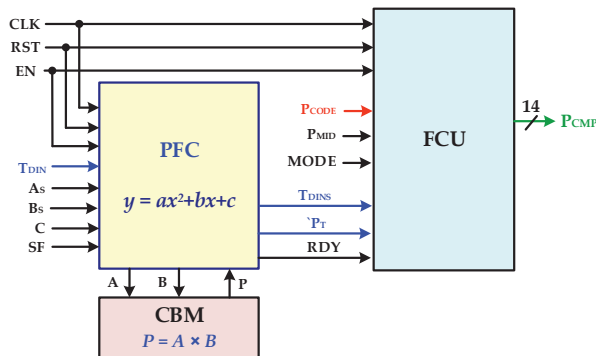 CLK
RST
EN
TDIN
AS
BS
C
SF
PFC
y = ax²+bx+c
PCODE
PMID
MODE
TDINS
`PT
RDY
FCU
14
PCMP
A
B
P
CBM
P = A × B